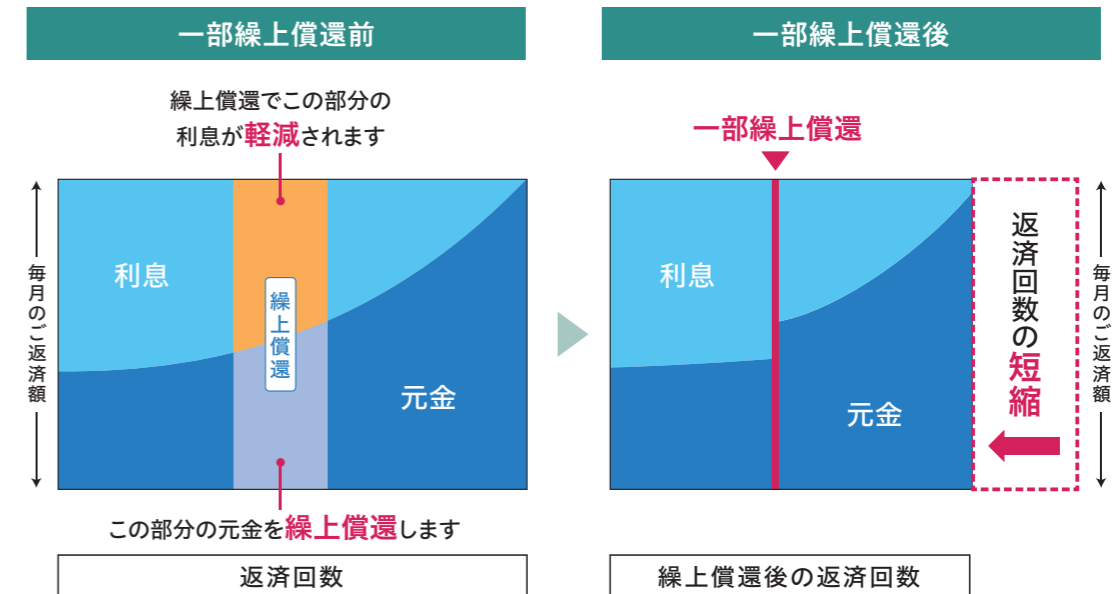 一部繰上償還前
繰上償還でこの部分の
利息が軽減されます
毎月のご返済額
利息
繰上償還
元金
この部分の元金を繰上償還します
返済回数
一部繰上償還後
一部繰上償還
利息
元金
返済回数の短縮
毎月のご返済額
繰上償還後の返済回数